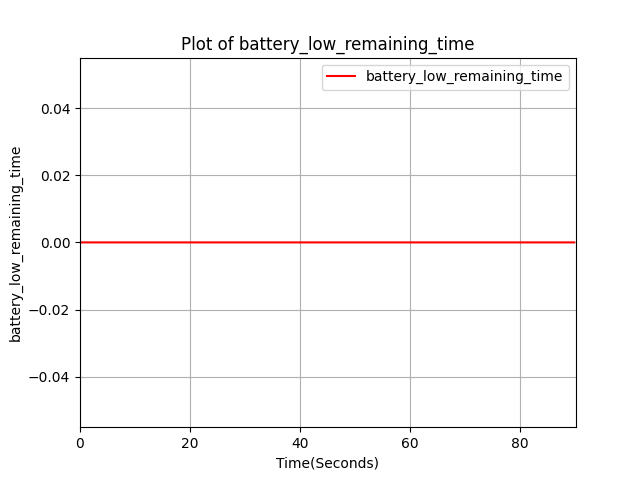 Plot of battery_low_remaining_time
battery_low_remaining_time
0.04
0.02
0.00
−0.02
−0.04
battery_low_remaining_time
0 20 40 60 80
Time(Seconds)